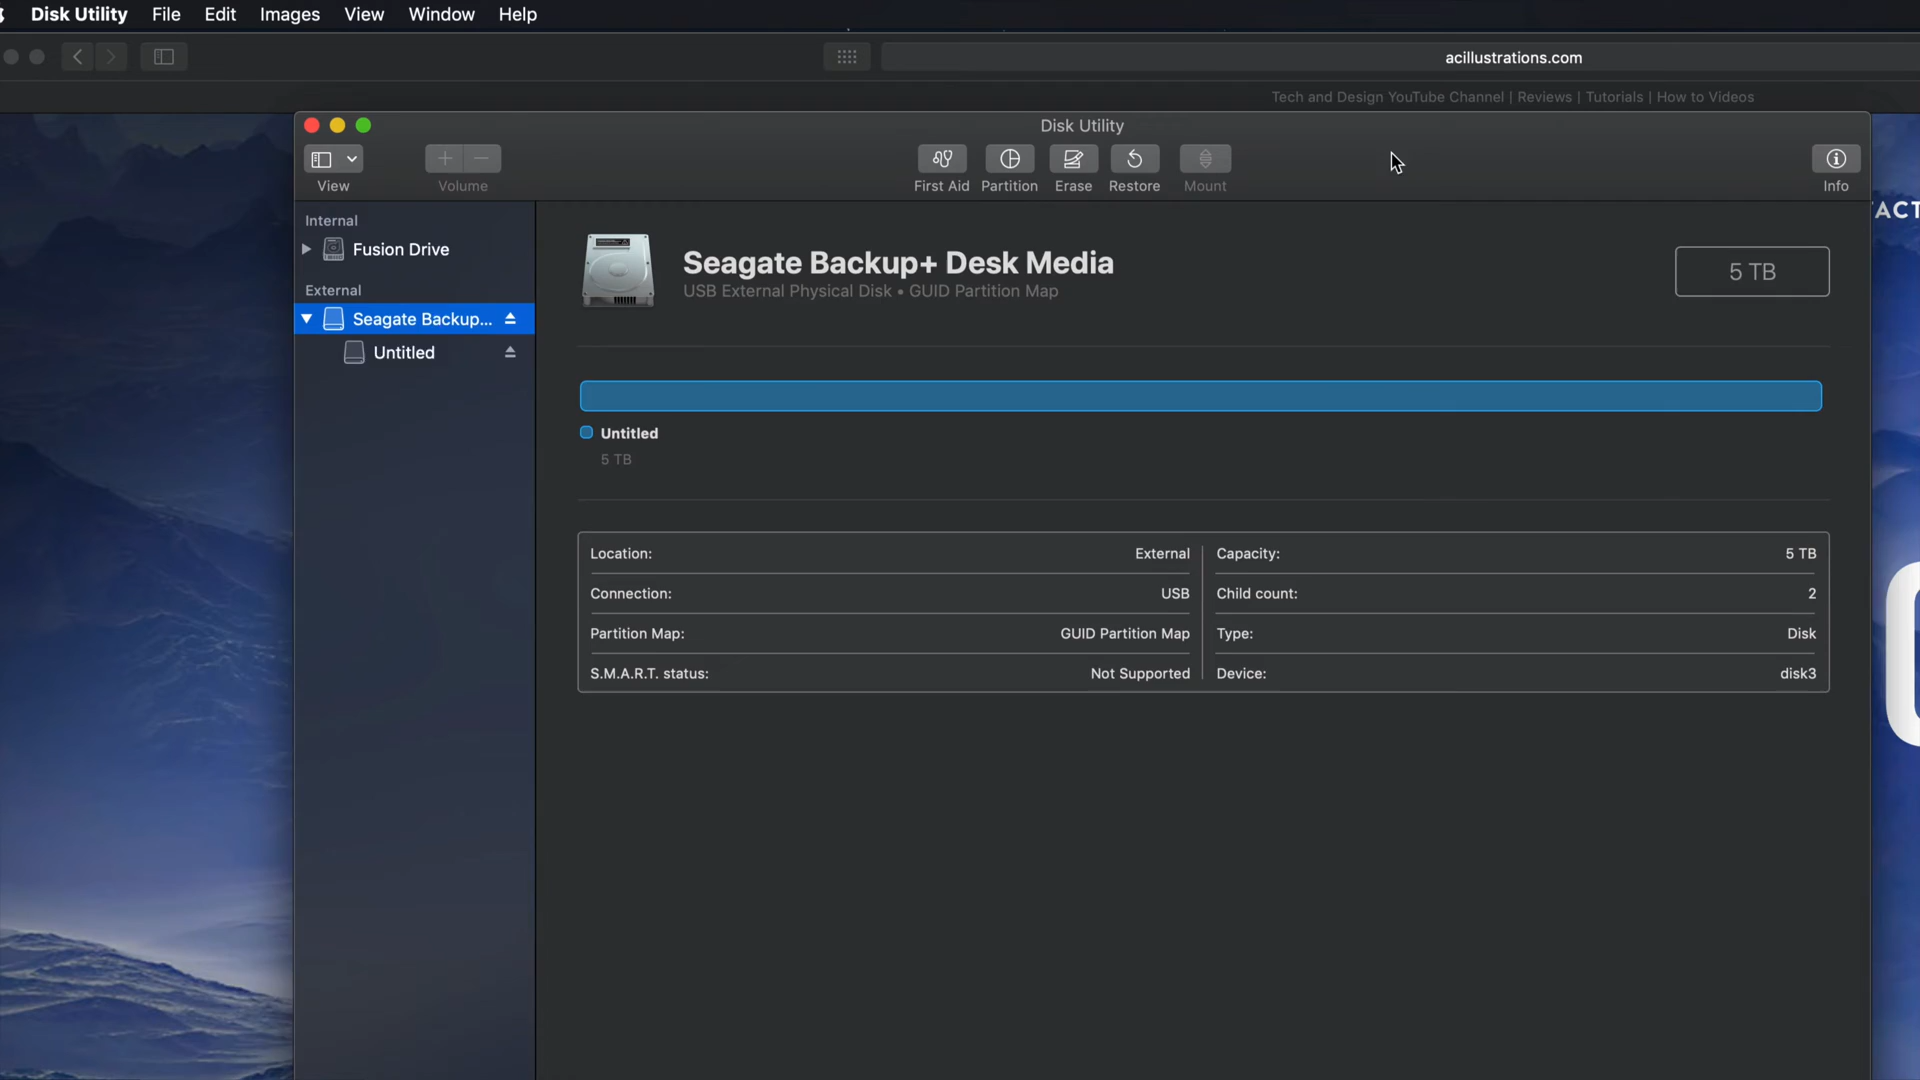 Disk Utility File Edit Images View Window Help
acillustrations.com
Tech and Design YouTube Channel | Reviews | Tutorials | How to Videos
Disk Utility
View Volume First Aid Partition Erase Restore Mount Info
ACT
Internal
Fusion Drive
External
Seagate Backup...
Untitled
Seagate Backup+ Desk Media
USB External Physical Disk • GUID Partition Map
5 TB
Untitled
5 TB
Location: External Capacity: 5 TB
Connection: USB Child count: 2
Partition Map: GUID Partition Map Type: Disk
S.M.A.R.T. status: Not Supported Device: disk3